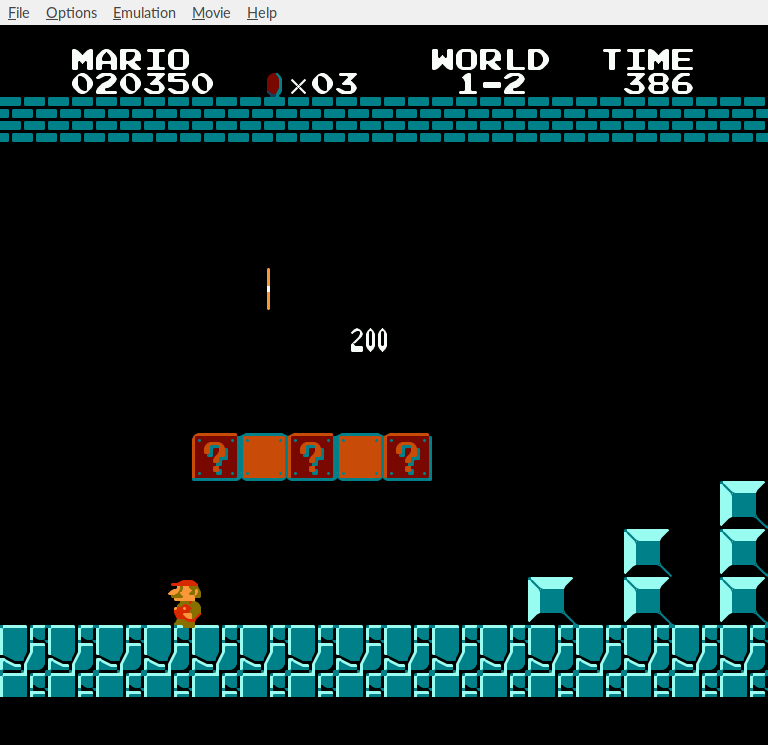 File Options Emulation Movie Help
MARIO WORLD TIME
020350 ×03 1-2 386
200
? ? ?